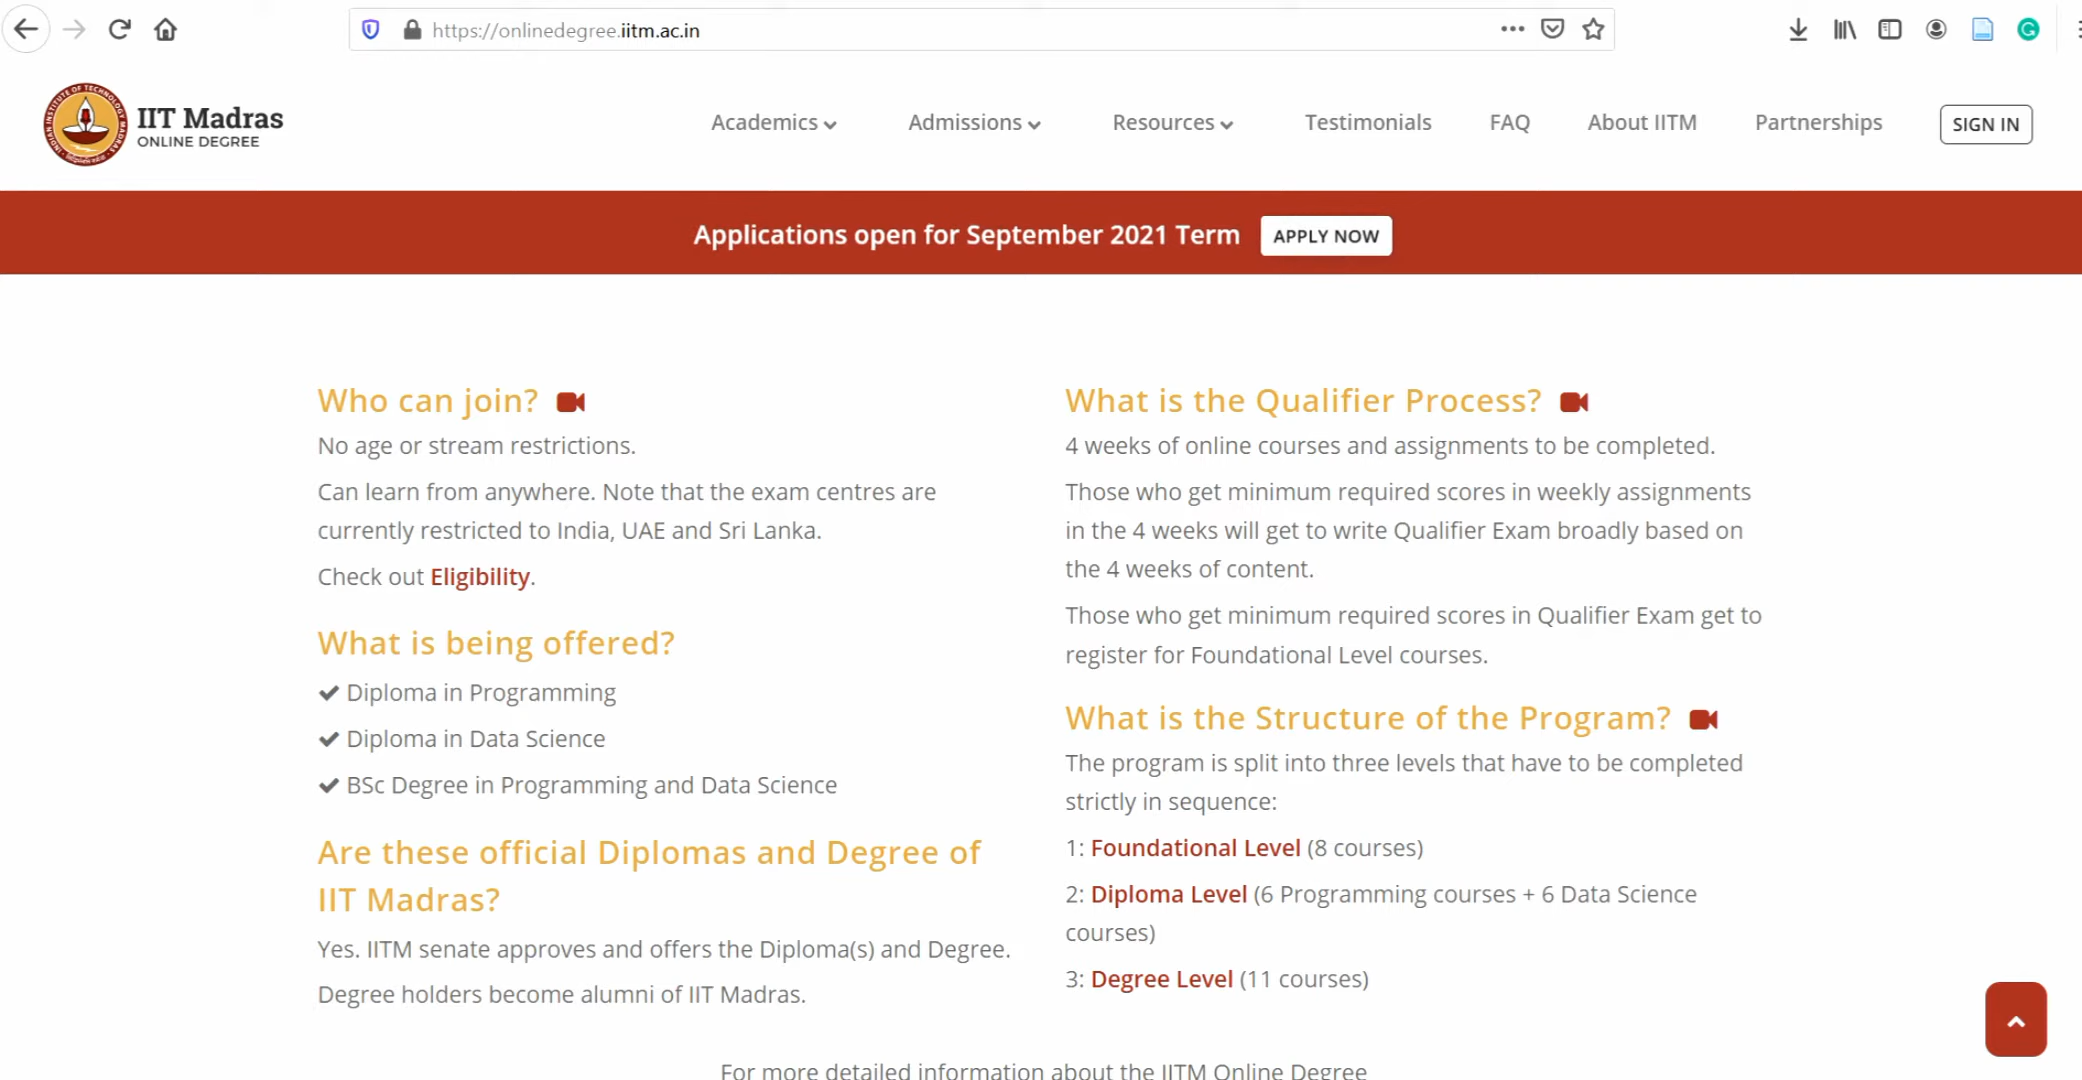 https://onlinedegree.iitm.ac.in
IIT Madras
ONLINE DEGREE
Academics
Admissions
Resources
Testimonials
FAQ
About IITM
Partnerships
SIGN IN
Applications open for September 2021 Term
APPLY NOW
Who can join?
No age or stream restrictions.
Can learn from anywhere. Note that the exam centres are
currently restricted to India, UAE and Sri Lanka.
Check out Eligibility.
What is being offered?
Diploma in Programming
Diploma in Data Science
BSc Degree in Programming and Data Science
Are these official Diplomas and Degree of
IIT Madras?
Yes. IITM senate approves and offers the Diploma(s) and Degree.
Degree holders become alumni of IIT Madras.
What is the Qualifier Process?
4 weeks of online courses and assignments to be completed.
Those who get minimum required scores in weekly assignments
in the 4 weeks will get to write Qualifier Exam broadly based on
the 4 weeks of content.
Those who get minimum required scores in Qualifier Exam get to
register for Foundational Level courses.
What is the Structure of the Program?
The program is split into three levels that have to be completed
strictly in sequence:
1: Foundational Level (8 courses)
2: Diploma Level (6 Programming courses + 6 Data Science
courses)
3: Degree Level (11 courses)
For more detailed information about the IITM Online Degree